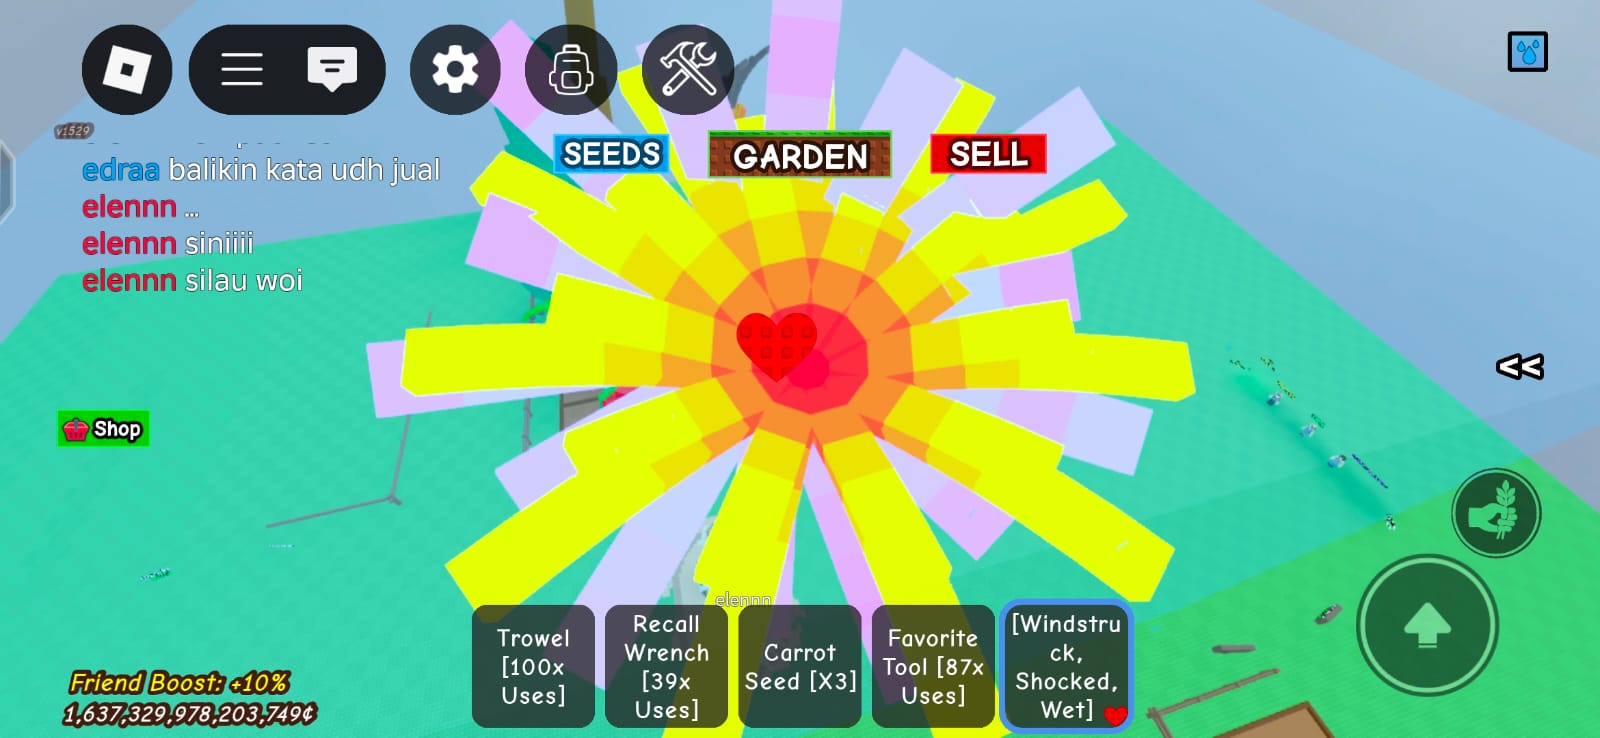 v1529
edraa balikin kata udh jual
elennn ...
elennn siniiii
elennn silau woi
SEEDS
GARDEN
SELL
<<
Shop
elennn
Trowel
[100x
Uses]
Recall
Wrench
[39x
Uses]
Carrot
Seed [X3]
Favorite
Tool [87x
Uses]
[Windstru
ck,
Shocked,
Wet]
Friend Boost: +10%
1,637,329,978,203,749¢